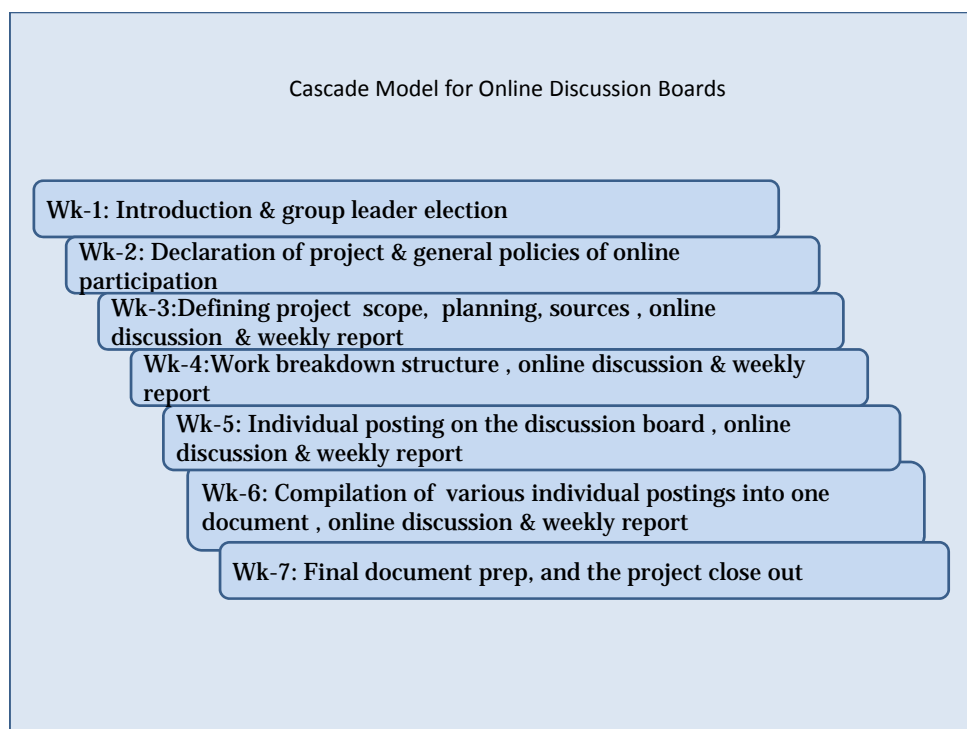 Cascade Model for Online Discussion Boards
Wk-1: Introduction & group leader election
Wk-2: Declaration of project & general policies of online
participation
Wk-3:Defining project  scope,  planning, sources , online
discussion  & weekly report
Wk-4:Work breakdown structure , online discussion & weekly
report
Wk-5: Individual posting on the discussion board , online
discussion & weekly report
Wk-6: Compilation of  various individual postings into one
document , online discussion & weekly report
Wk-7: Final document prep, and the project close out